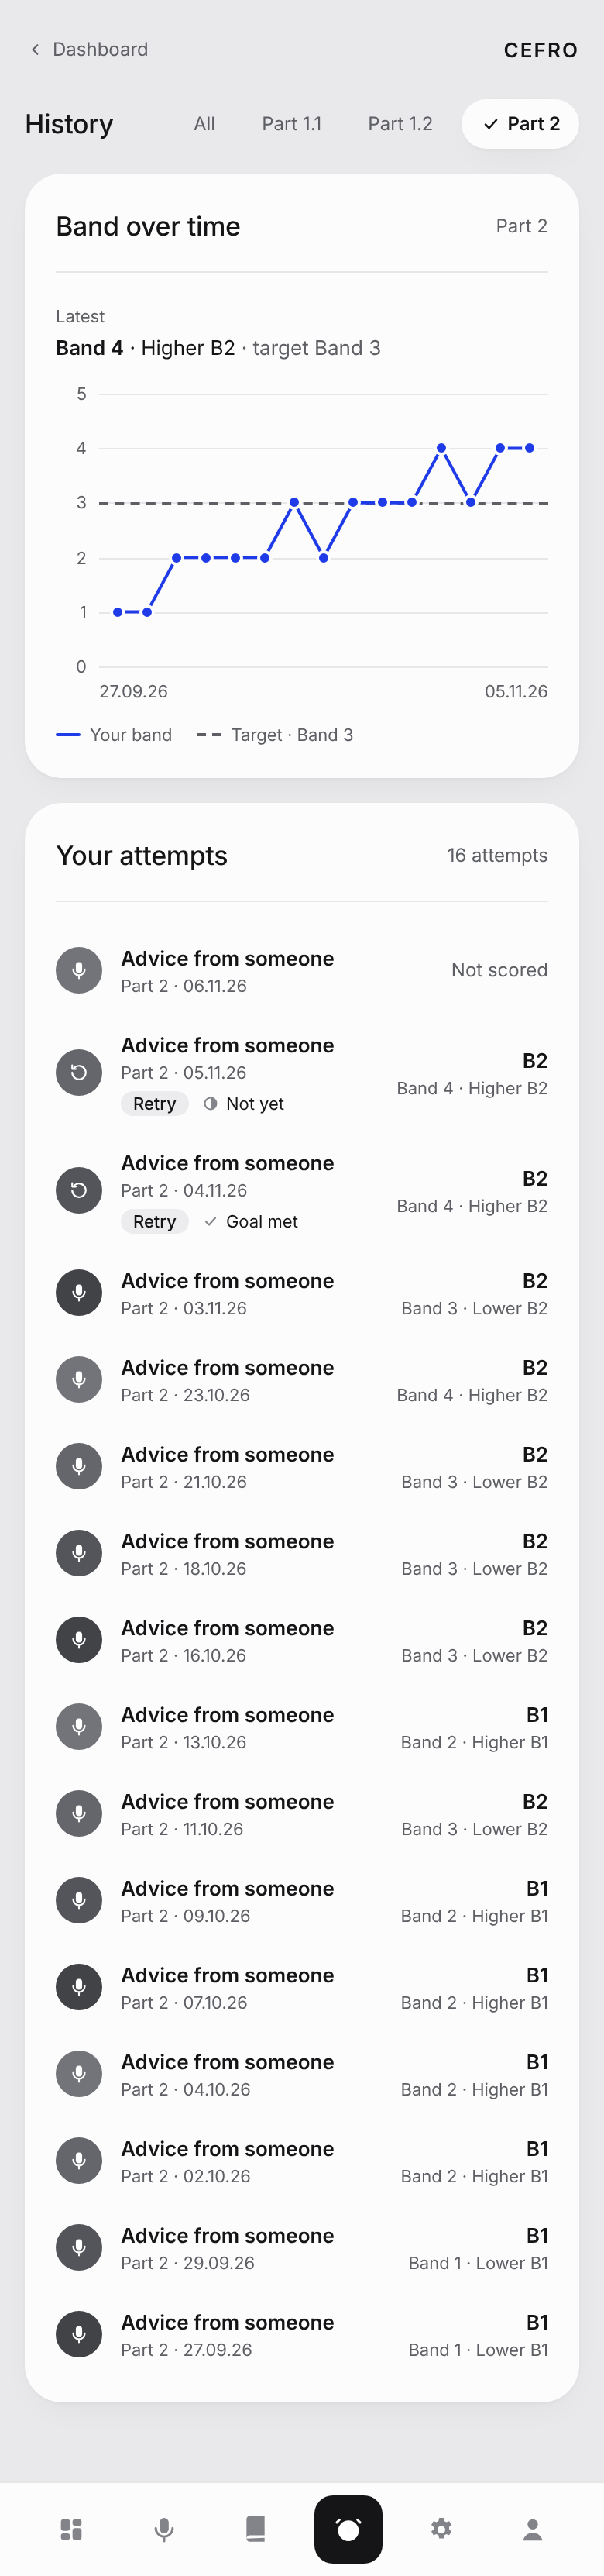 Dashboard
CEFRO
History
All
Part 1.1
Part 1.2
Part 2
Band over time
Part 2
Latest
Band 4 · Higher B2 · target Band 3
5
4
3
2
1
0
27.09.26
05.11.26
Your band
Target · Band 3
Your attempts
16 attempts
Advice from someone
Part 2 · 06.11.26
Not scored
Advice from someone
Part 2 · 05.11.26
Retry
Not yet
B2
Band 4 · Higher B2
Advice from someone
Part 2 · 04.11.26
Retry
Goal met
B2
Band 4 · Higher B2
Advice from someone
Part 2 · 03.11.26
B2
Band 3 · Lower B2
Advice from someone
Part 2 · 23.10.26
B2
Band 4 · Higher B2
Advice from someone
Part 2 · 21.10.26
B2
Band 3 · Lower B2
Advice from someone
Part 2 · 18.10.26
B2
Band 3 · Lower B2
Advice from someone
Part 2 · 16.10.26
B2
Band 3 · Lower B2
Advice from someone
Part 2 · 13.10.26
B1
Band 2 · Higher B1
Advice from someone
Part 2 · 11.10.26
B2
Band 3 · Lower B2
Advice from someone
Part 2 · 09.10.26
B1
Band 2 · Higher B1
Advice from someone
Part 2 · 07.10.26
B1
Band 2 · Higher B1
Advice from someone
Part 2 · 04.10.26
B1
Band 2 · Higher B1
Advice from someone
Part 2 · 02.10.26
B1
Band 2 · Higher B1
Advice from someone
Part 2 · 29.09.26
B1
Band 1 · Lower B1
Advice from someone
Part 2 · 27.09.26
B1
Band 1 · Lower B1